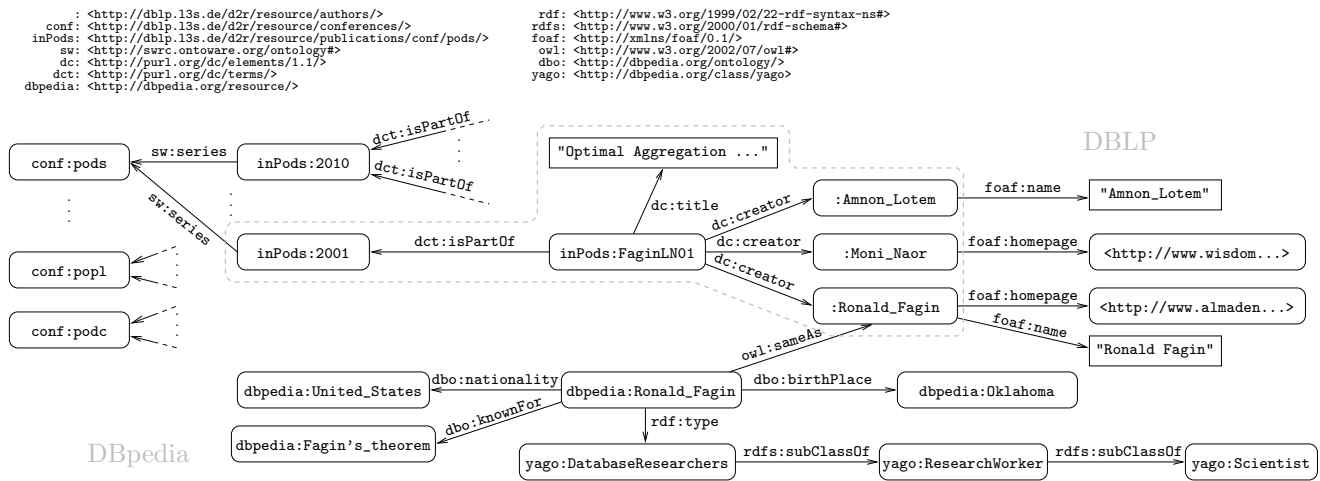 : <http://dblp.l3s.de/d2r/resource/authors/>
conf: <http://dblp.l3s.de/d2r/resource/conferences/>
inPods: <http://dblp.l3s.de/d2r/resource/publications/conf/pods/>
sw: <http://swrc.ontoware.org/ontology#>
dc: <http://purl.org/dc/elements/1.1/>
dct: <http://purl.org/dc/terms/>
dbpedia: <http://dbpedia.org/resource/>
rdf: <http://www.w3.org/1999/02/22-rdf-syntax-ns#>
rdfs: <http://www.w3.org/2000/01/rdf-schema#>
foaf: <http://xmlns/foaf/0.1/>
owl: <http://www.w3.org/2002/07/owl#>
dbo: <http://dbpedia.org/ontology/>
yago: <http://dbpedia.org/class/yago>
DBLP
conf:pods
sw:series
inPods:2010
dct:isPartOf
dct:isPartOf
"Optimal Aggregation ..."
sw:series
dc:title
dc:creator
:Amnon_Lotem
foaf:name
"Amnon_Lotem"
inPods:2001
dct:isPartOf
inPods:FaginLN01
dc:creator
:Moni_Naor
foaf:homepage
<http://www.wisdom...>
conf:popl
dc:creator
:Ronald_Fagin
foaf:homepage
<http://www.almaden...>
conf:podc
foaf:name
"Ronald Fagin"
owl:sameAs
dbpedia:United_States
dbo:nationality
dbpedia:Ronald_Fagin
dbo:birthPlace
dbpedia:Oklahoma
dbo:knownFor
dbpedia:Fagin's_theorem
rdf:type
DBpedia
yago:DatabaseResearchers
rdfs:subClassOf
yago:ResearchWorker
rdfs:subClassOf
yago:Scientist